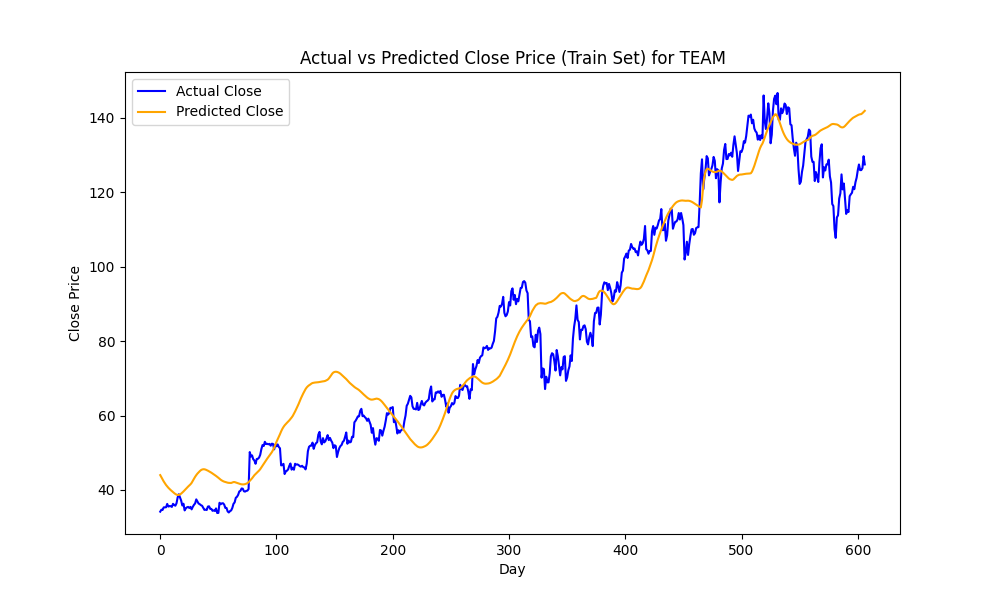 Actual vs Predicted Close Price (Train Set) for TEAM
Actual Close
Predicted Close
140
120
100
80
60
40
Close Price
0 100 200 300 400 500 600
Day